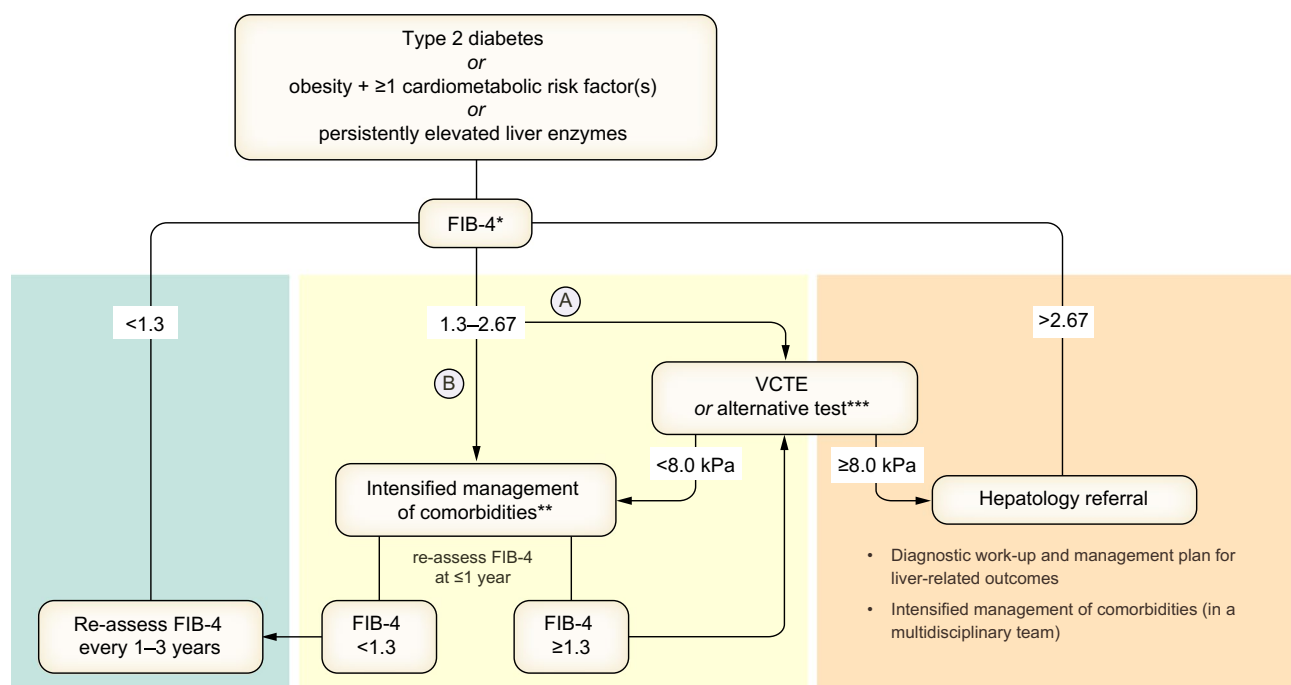 Type 2 diabetes
or
obesity + ≥1 cardiometabolic risk factor(s)
or
persistently elevated liver enzymes
FIB-4*
<1.3
1.3–2.67
A
>2.67
B
VCTE
or alternative test***
<8.0 kPa
≥8.0 kPa
Intensified management
of comorbidities**
Hepatology referral
re-assess FIB-4
at ≤1 year
• Diagnostic work-up and management plan for
liver-related outcomes
• Intensified management of comorbidities (in a
multidisciplinary team)
Re-assess FIB-4
every 1–3 years
FIB-4
<1.3
FIB-4
≥1.3